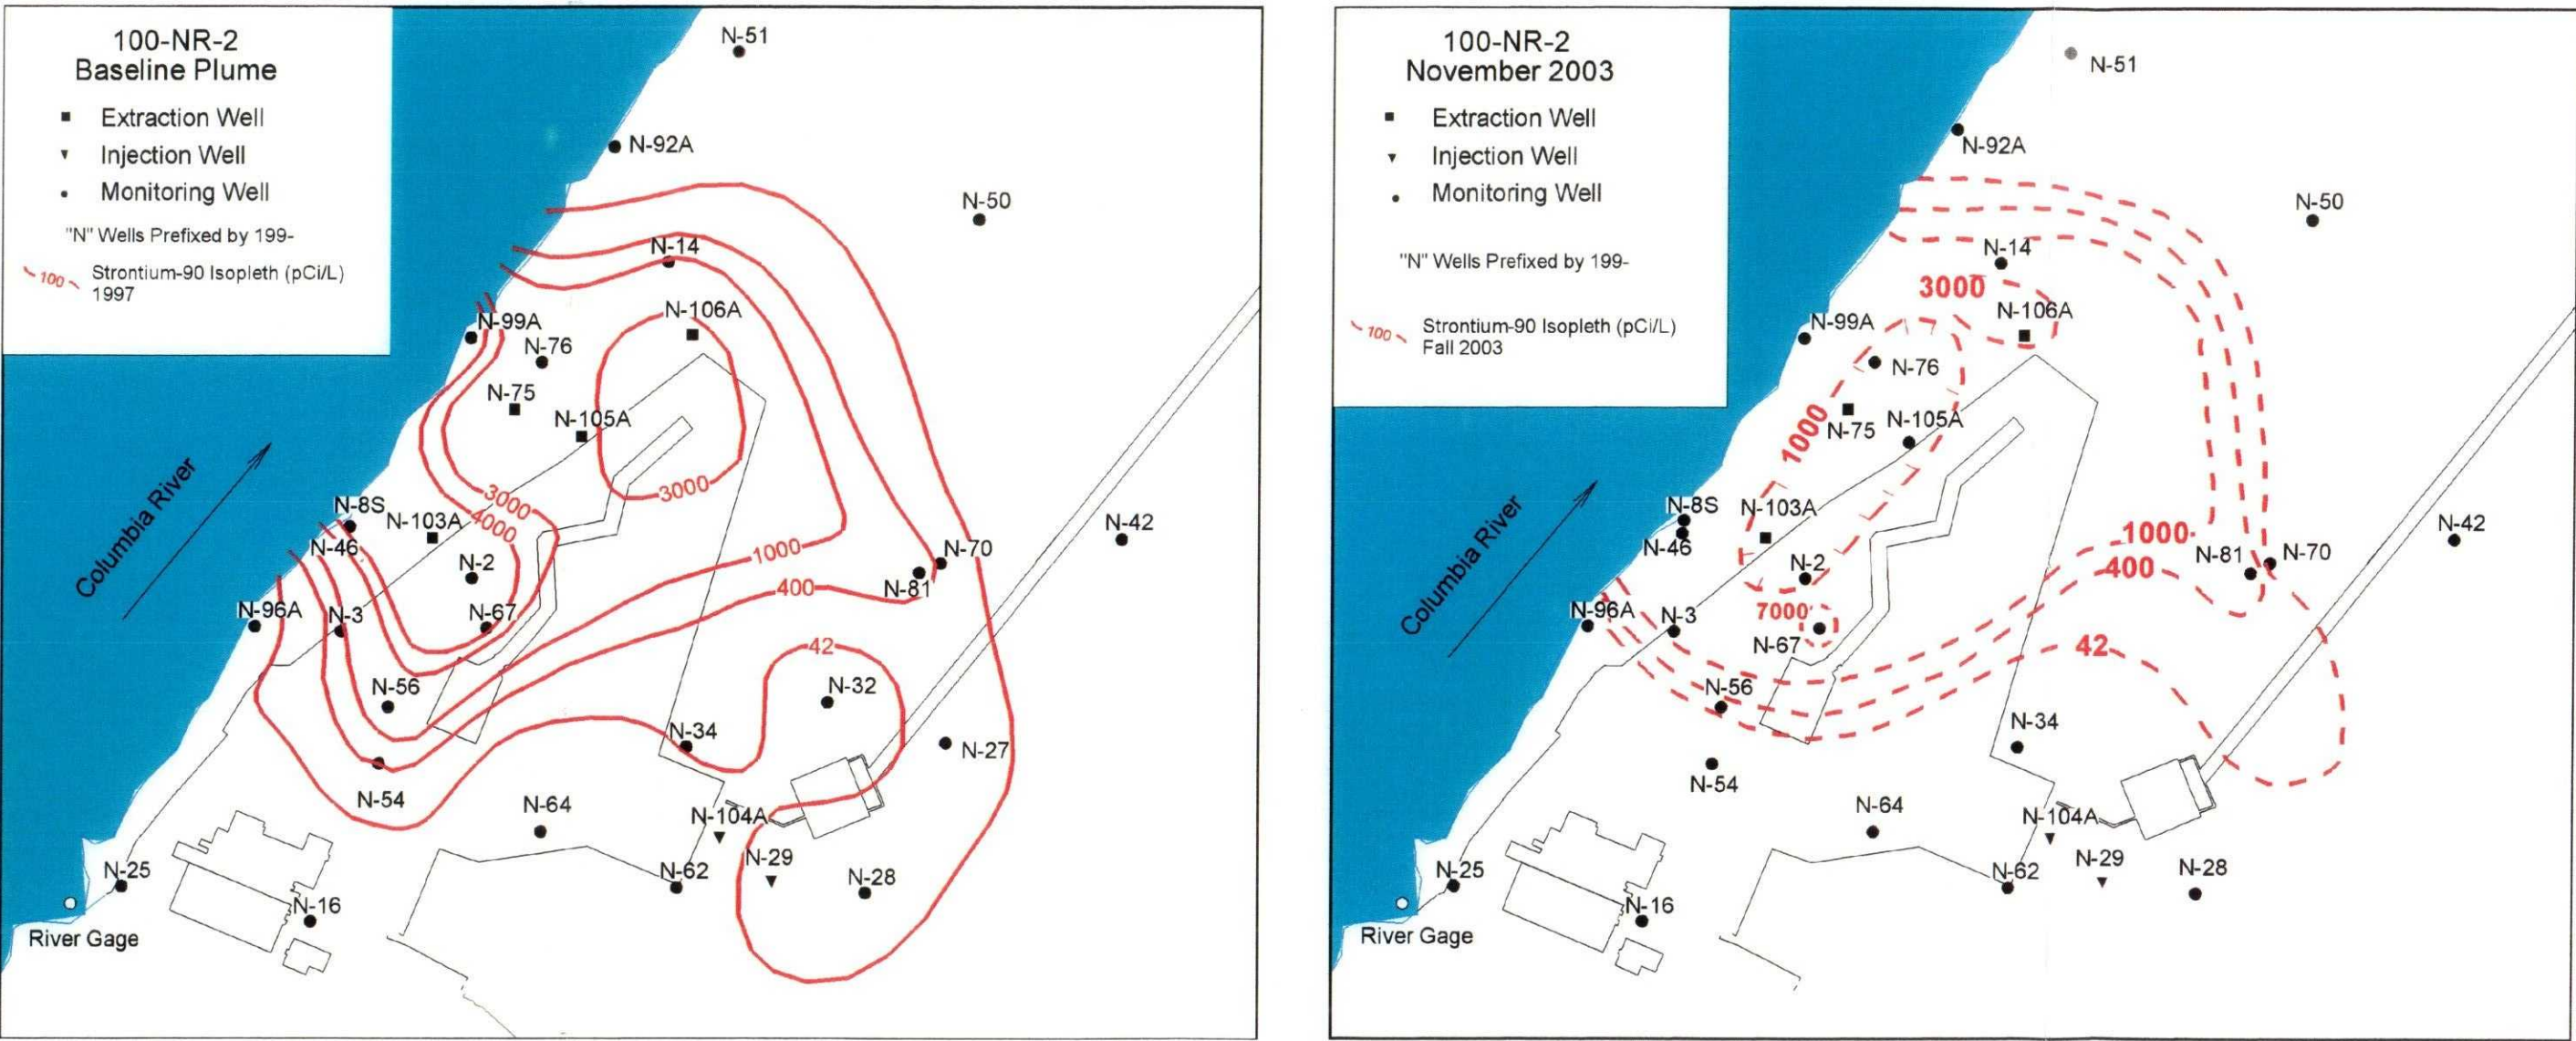 100-NR-2
Baseline Plume
Extraction Well
Injection Well
Monitoring Well
"N" Wells Prefixed by 199-
100
Strontium-90 Isopleth (pCi/L)
1997
N-51
N-92A
N-50
N-14
N-106A
N-99A
N-76
N-75
N-105A
3000
3000
4000
N-8S
N-103A
N-46
N-2
N-42
1000
N-70
400
N-81
N-96A
N-3
N-67
42
N-56
N-32
N-34
N-27
N-54
N-64
N-104A
N-29
N-25
N-62
N-28
N-16
River Gage
Columbia River
100-NR-2
November 2003
Extraction Well
Injection Well
Monitoring Well
"N" Wells Prefixed by 199-
100
Strontium-90 Isopleth (pCi/L)
Fall 2003
N-51
N-92A
N-50
N-14
3000
N-106A
N-99A
N-76
1000
N-75
N-105A
N-8S
N-103A
N-46
N-42
1000
N-81
N-70
N-2
400
N-96A
N-3
7000
N-67
42
N-56
N-34
N-54
N-64
N-104A
N-29
N-25
N-62
N-28
N-16
River Gage
Columbia River